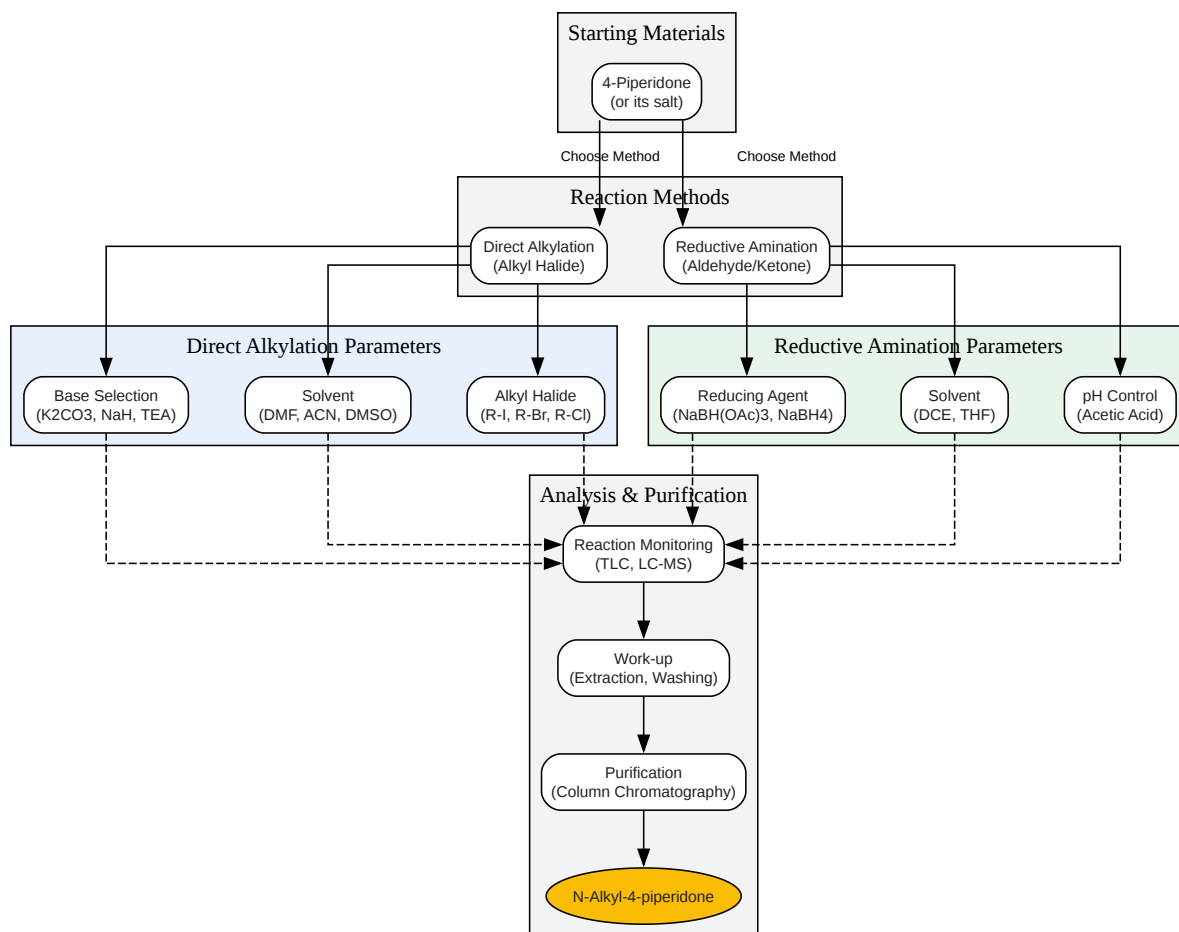 Starting Materials
4-Piperidone
(or its salt)
Choose Method
Choose Method
Reaction Methods
Direct Alkylation
(Alkyl Halide)
Reductive Amination
(Aldehyde/Ketone)
Direct Alkylation Parameters
Base Selection
(K2CO3, NaH, TEA)
Solvent
(DMF, ACN, DMSO)
Alkyl Halide
(R-I, R-Br, R-Cl)
Reductive Amination Parameters
Reducing Agent
(NaBH(OAc)3, NaBH4)
Solvent
(DCE, THF)
pH Control
(Acetic Acid)
Analysis & Purification
Reaction Monitoring
(TLC, LC-MS)
Work-up
(Extraction, Washing)
Purification
(Column Chromatography)
N-Alkyl-4-piperidone